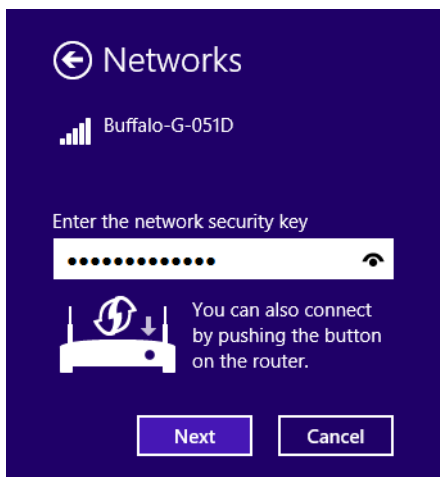 Networks
Buffalo-G-051D
Enter the network security key
•••••••••••••
You can also connect
by pushing the button
on the router.
Next
Cancel